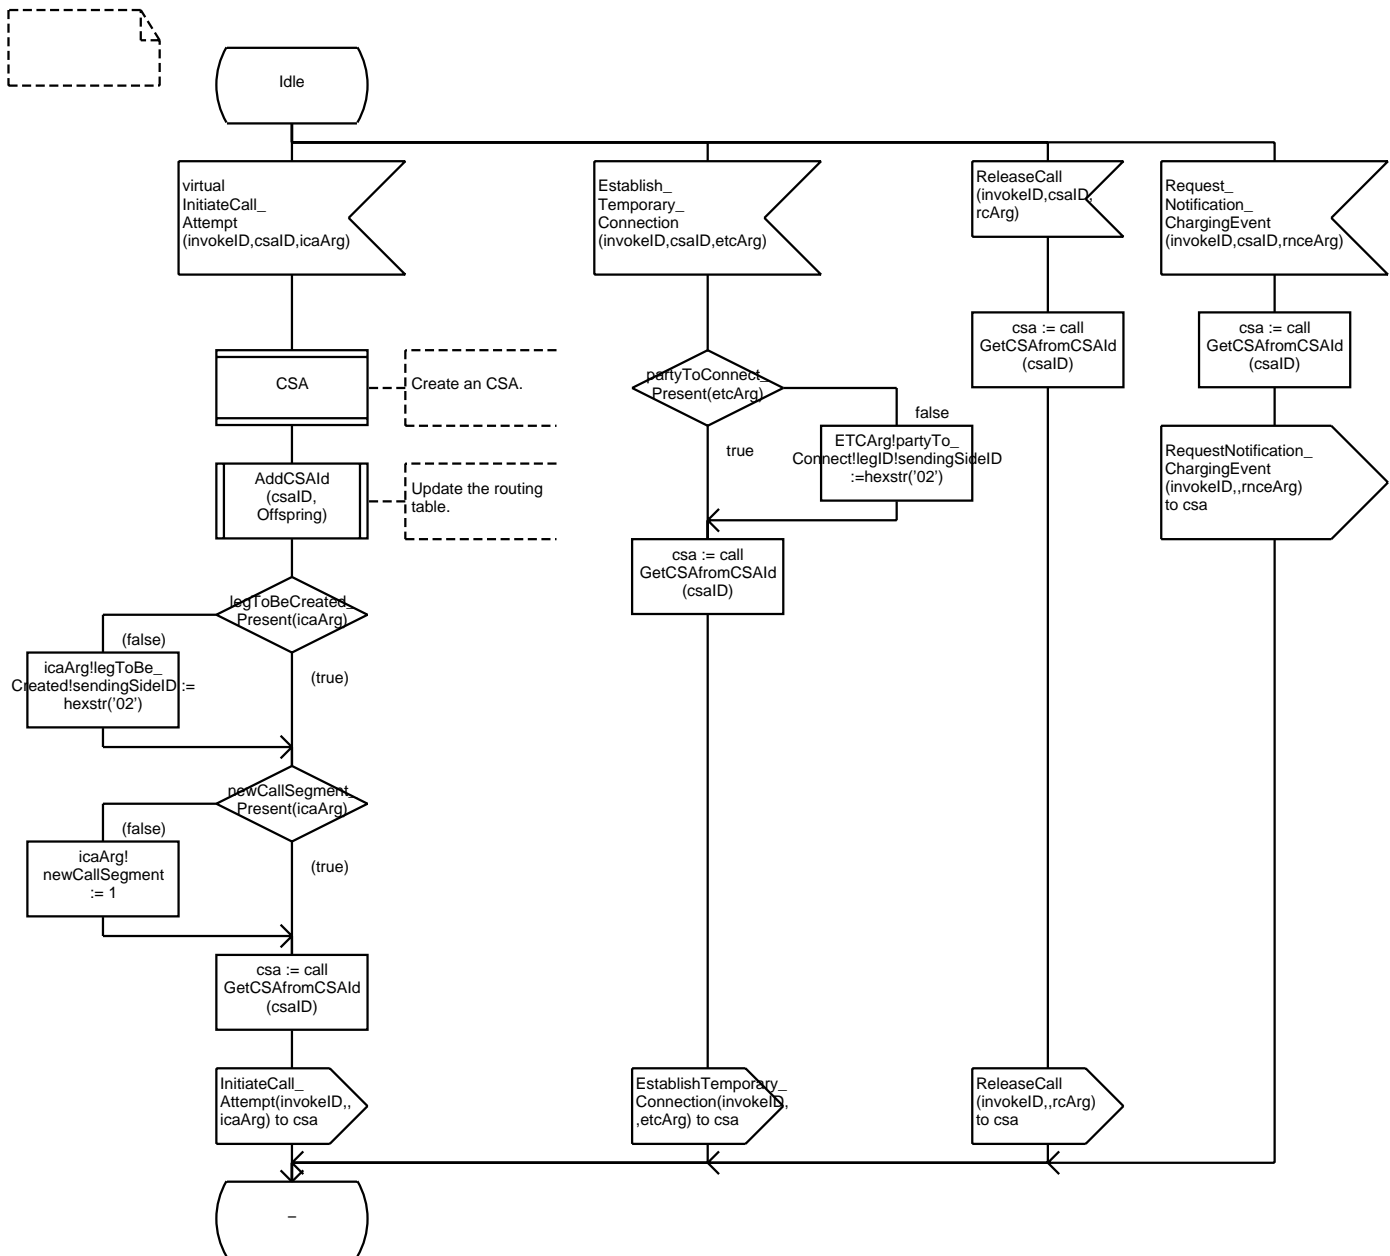 Idle
virtual
InitiateCall_
Attempt
(invokeID,csaID,icaArg)
Establish_
Temporary_
Connection
(invokeID,csaID,etcArg)
ReleaseCall
(invokeID,csaID,
rcArg)
Request_
Notification_
ChargingEvent
(invokeID,csaID,rnceArg)
CSA
Create an CSA.
AddCSAId
(csaID,
Offspring)
Update the routing
table.
legToBeCreated_
Present(icaArg)
(false)
(true)
icaArg!legToBe_
Created!sendingSideID :=
hexstr('02')
newCallSegment_
Present(icaArg)
(false)
(true)
icaArg!
newCallSegment
:= 1
csa := call
GetCSAfromCSAId
(csaID)
InitiateCall_
Attempt(invokeID,,
icaArg) to csa
_
partyToConnect_
Present(etcArg)
false
true
ETCArg!partyTo_
Connect!legID!sendingSideID
:=hexstr('02')
csa := call
GetCSAfromCSAId
(csaID)
EstablishTemporary_
Connection(invokeID,
,etcArg) to csa
csa := call
GetCSAfromCSAId
(csaID)
ReleaseCall
(invokeID,,rcArg)
to csa
csa := call
GetCSAfromCSAId
(csaID)
RequestNotification_
ChargingEvent
(invokeID,,rnceArg)
to csa